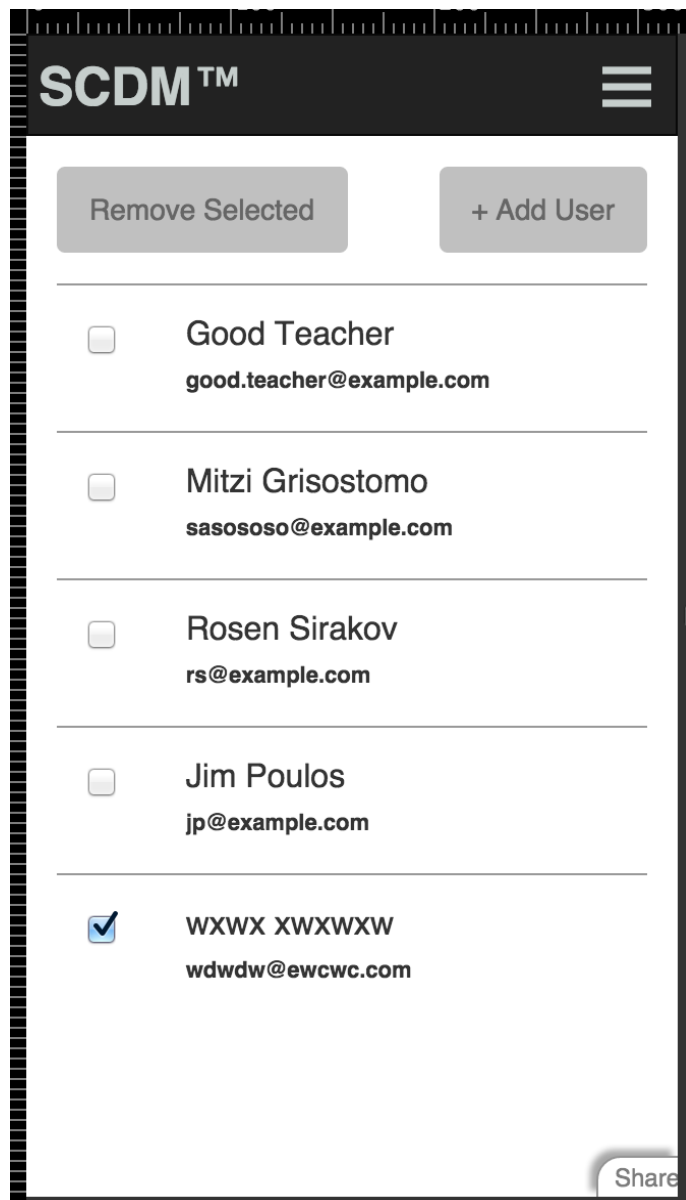 SCDM™
Remove Selected
+ Add User
Good Teacher
good.teacher@example.com
Mitzi Grisostomo
sasososo@example.com
Rosen Sirakov
rs@example.com
Jim Poulos
jp@example.com
wxwx xwxwxw
wdwdw@ewcwc.com
Share